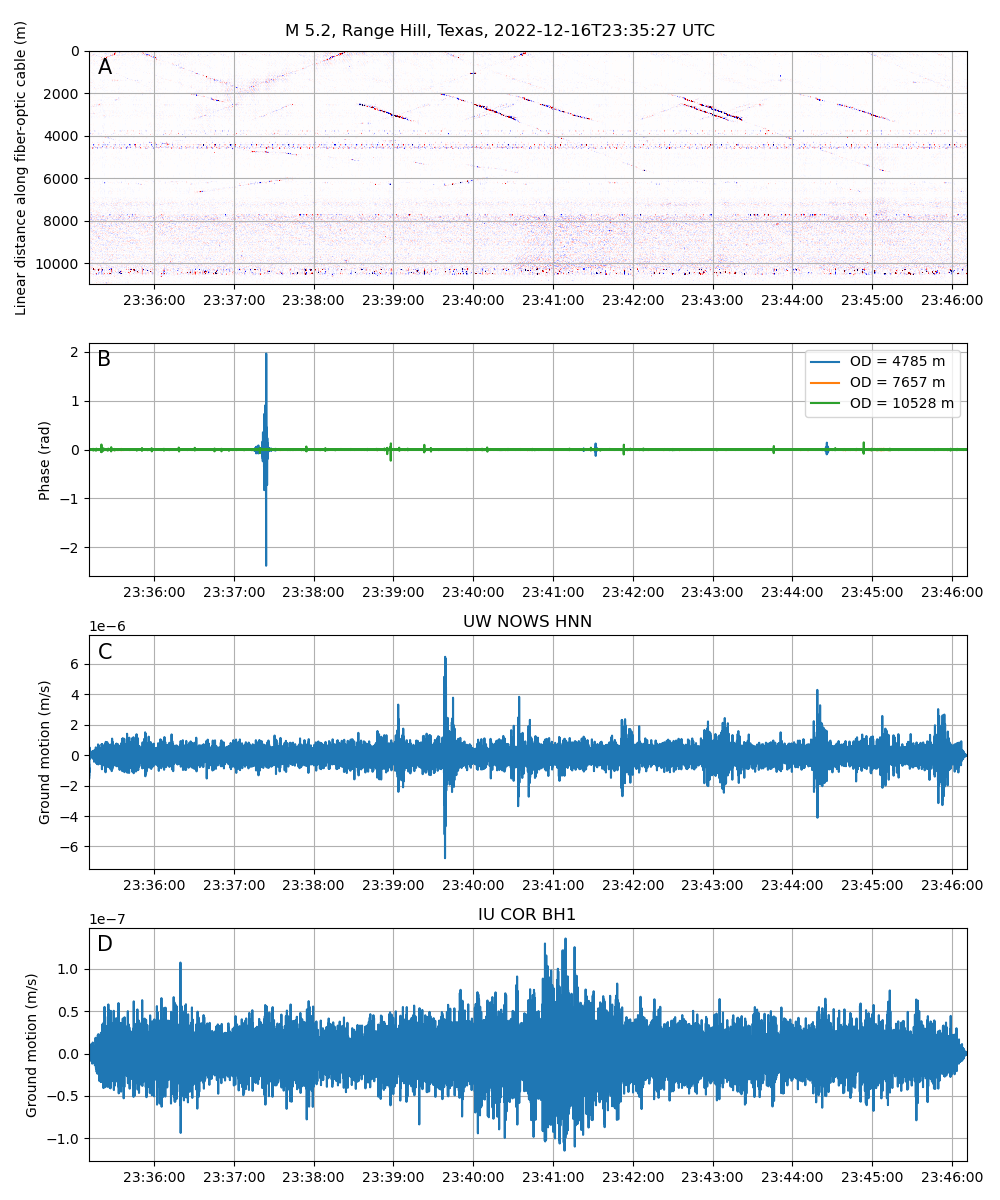 M 5.2, Range Hill, Texas, 2022-12-16T23:35:27 UTC
A
Linear distance along fiber-optic cable (m)
0
2000
4000
6000
8000
10000
23:36:00 23:37:00 23:38:00 23:39:00 23:40:00 23:41:00 23:42:00 23:43:00 23:44:00 23:45:00 23:46:00
B
Phase (rad)
2
1
0
−1
−2
OD = 4785 m
OD = 7657 m
OD = 10528 m
23:36:00 23:37:00 23:38:00 23:39:00 23:40:00 23:41:00 23:42:00 23:43:00 23:44:00 23:45:00 23:46:00
UW NOWS HNN
1e−6
C
Ground motion (m/s)
6
4
2
0
−2
−4
−6
23:36:00 23:37:00 23:38:00 23:39:00 23:40:00 23:41:00 23:42:00 23:43:00 23:44:00 23:45:00 23:46:00
IU COR BH1
1e−7
D
Ground motion (m/s)
1.0
0.5
0.0
−0.5
−1.0
23:36:00 23:37:00 23:38:00 23:39:00 23:40:00 23:41:00 23:42:00 23:43:00 23:44:00 23:45:00 23:46:00